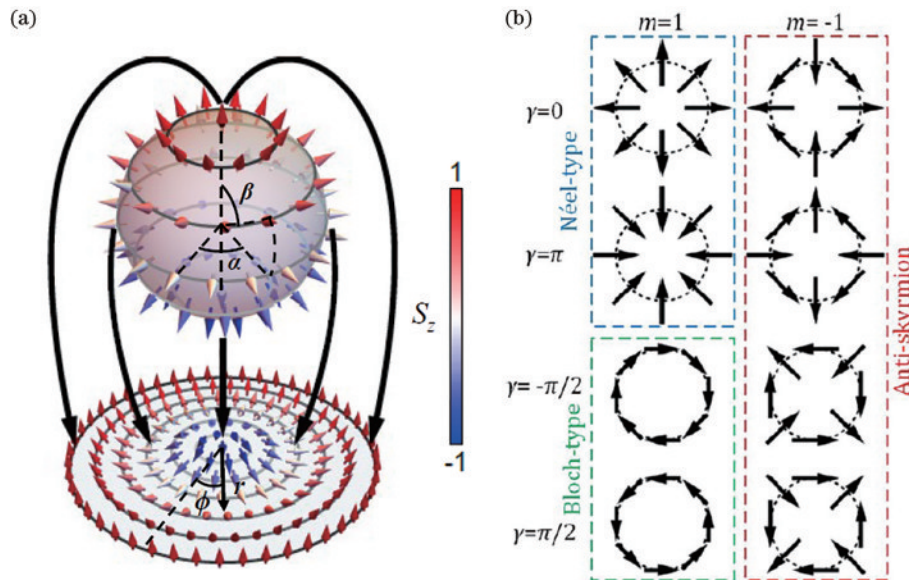 (a)
β
α
ϕ
r
1
S_z
-1
(b)
m=1
m= -1
γ=0
γ=π
γ= -π/2
γ=π/2
Néel-type
Bloch-type
Anti-skyrmion